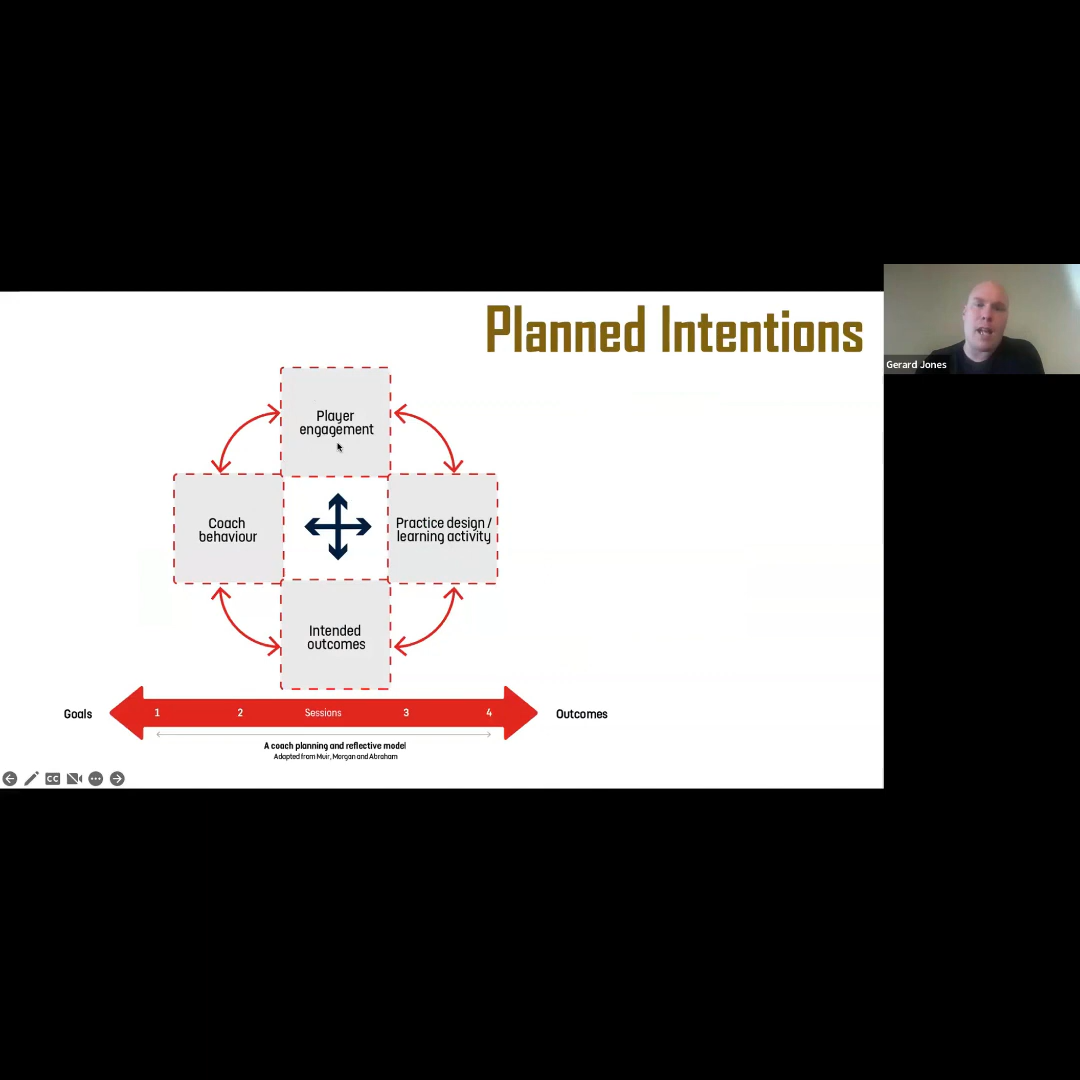 Planned Intentions
Gerard Jones
Player
engagement
Coach
behaviour
Practice design /
learning activity
Intended
outcomes
Goals
1 2 Sessions 3 4
Outcomes
A coach planning and reflective model
Adapted from Muir, Morgan and Abraham
CC